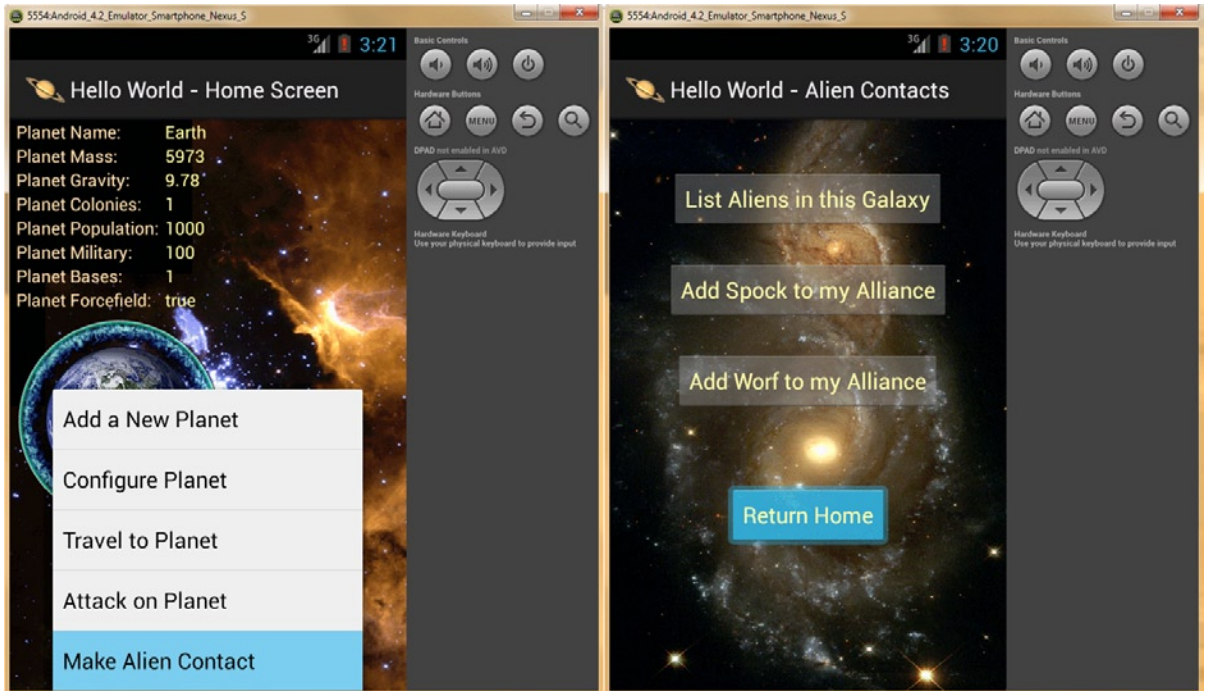 5554:Android_4.2_Emulator_Smartphone_Nexus_S
3G
3:21
Hello World - Home Screen
Planet Name: Earth
Planet Mass: 5973
Planet Gravity: 9.78
Planet Colonies: 1
Planet Population: 1000
Planet Military: 100
Planet Bases: 1
Planet Forcefield: true
Add a New Planet
Configure Planet
Travel to Planet
Attack on Planet
Make Alien Contact
Basic Controls
Hardware Buttons
MENU
DPAD not enabled in AVD
Hardware Keyboard
Use your physical keyboard to provide input
5554:Android_4.2_Emulator_Smartphone_Nexus_S
3G
3:20
Hello World - Alien Contacts
List Aliens in this Galaxy
Add Spock to my Alliance
Add Worf to my Alliance
Return Home
Basic Controls
Hardware Buttons
MENU
DPAD not enabled in AVD
Hardware Keyboard
Use your physical keyboard to provide input